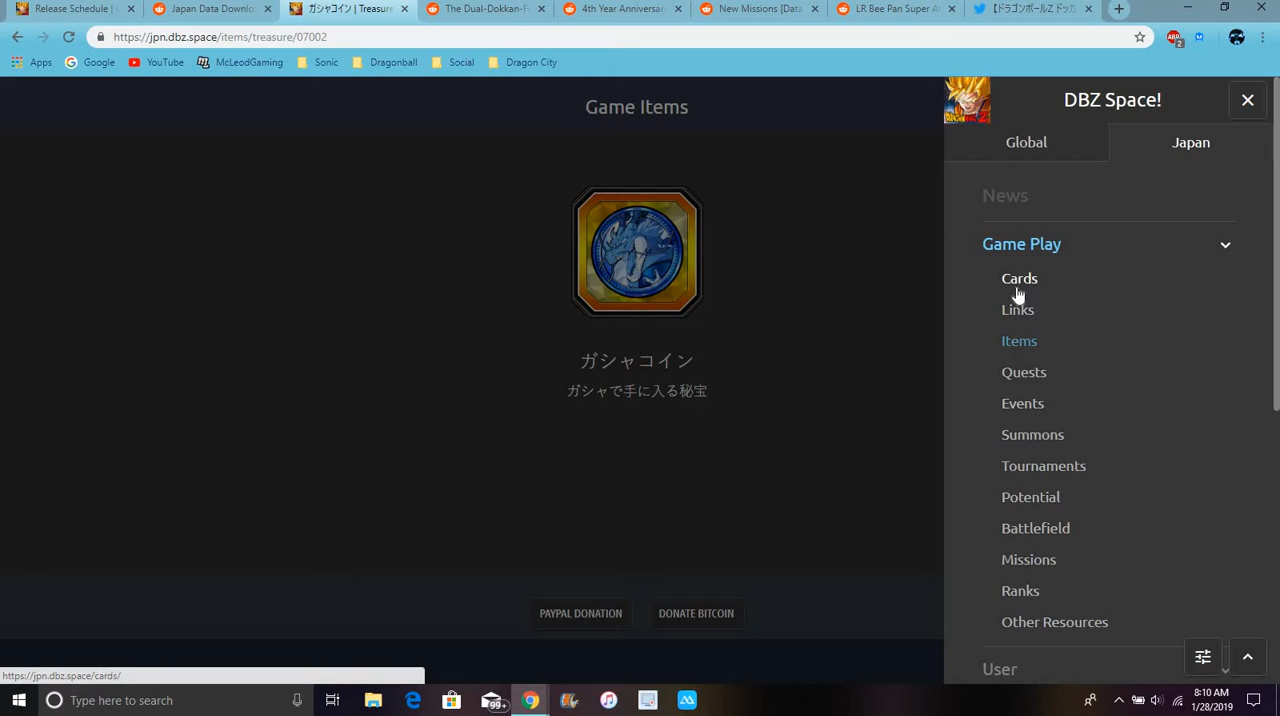 Release Schedule | G
Japan Data Downlo
ガシャコイン | Treasure
The Dual-Dokkan-F
4th Year Anniversar
New Missions [Data
LR Bee Pan Super At
【ドラゴンボールZ ドッカ
https://jpn.dbz.space/items/treasure/07002
Apps
Google
YouTube
McLeodGaming
Sonic
Dragonball
Social
Dragon City
Game Items
DBZ Space!
Global
Japan
News
Game Play
Cards
Links
Items
Quests
Events
Summons
Tournaments
Potential
Battlefield
Missions
Ranks
Other Resources
User
ガシャコイン
ガシャで手に入る秘宝
PAYPAL DONATION
DONATE BITCOIN
https://jpn.dbz.space/cards/
Type here to search
99+
8:10 AM
1/28/2019